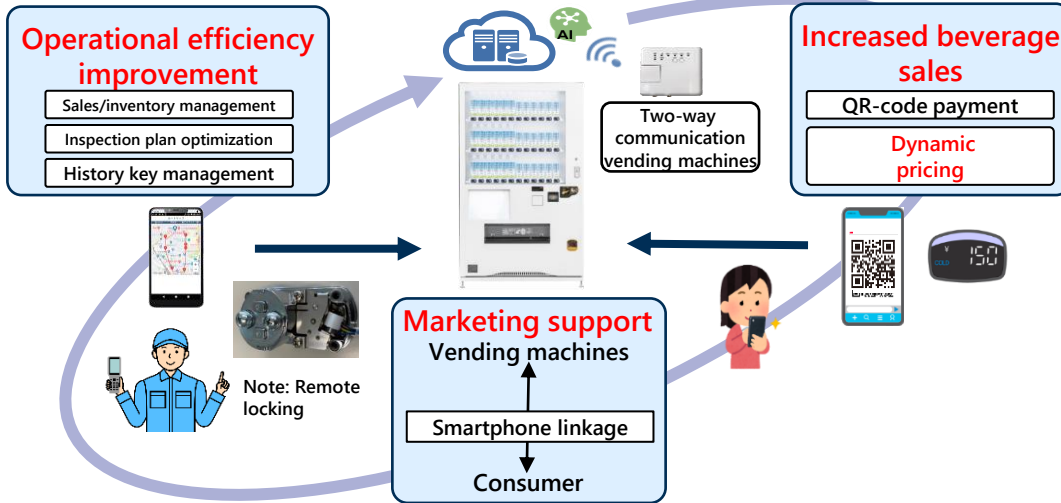 Operational efficiency
improvement
Sales/inventory management
Inspection plan optimization
History key management
AI
Two-way
communication
vending machines
Increased beverage
sales
QR-code payment
Dynamic
pricing
¥
COLD
150
Note: Remote
locking
Marketing support
Vending machines
Smartphone linkage
Consumer